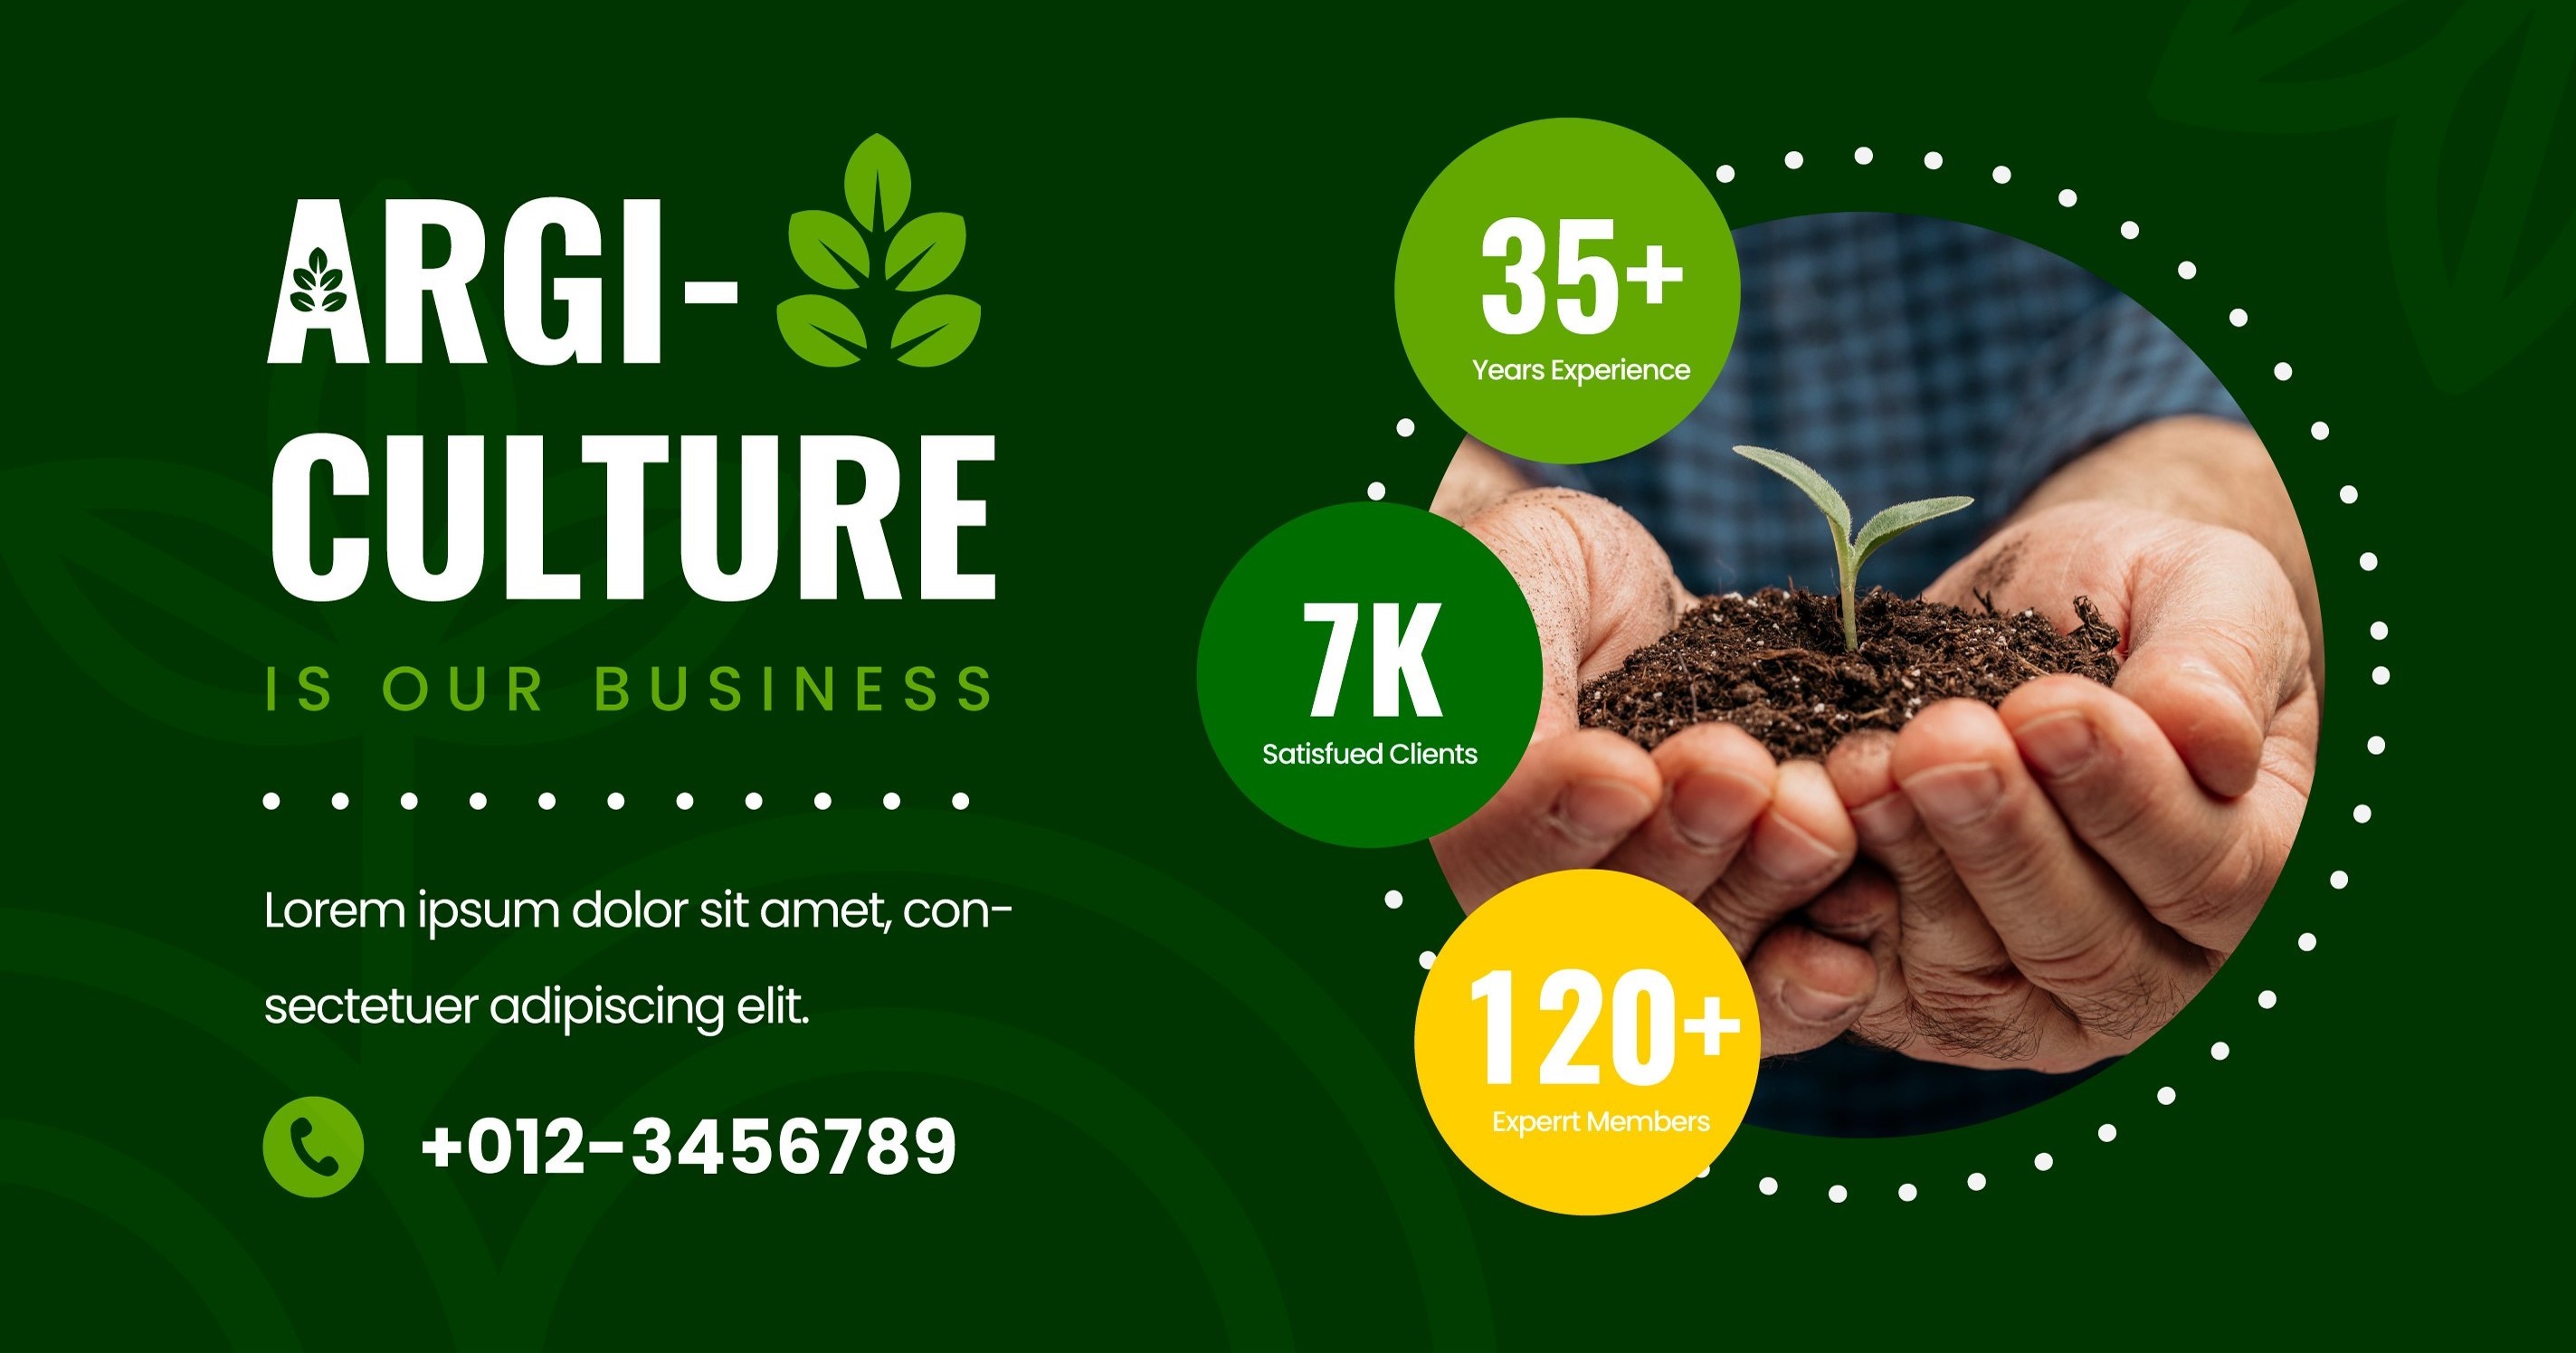 ARGI-
CULTURE
IS OUR BUSINESS
Lorem ipsum dolor sit amet, con-
sectetuer adipiscing elit.
+012-3456789
35+
Years Experience
7K
Satisfued Clients
120+
Experrt Members